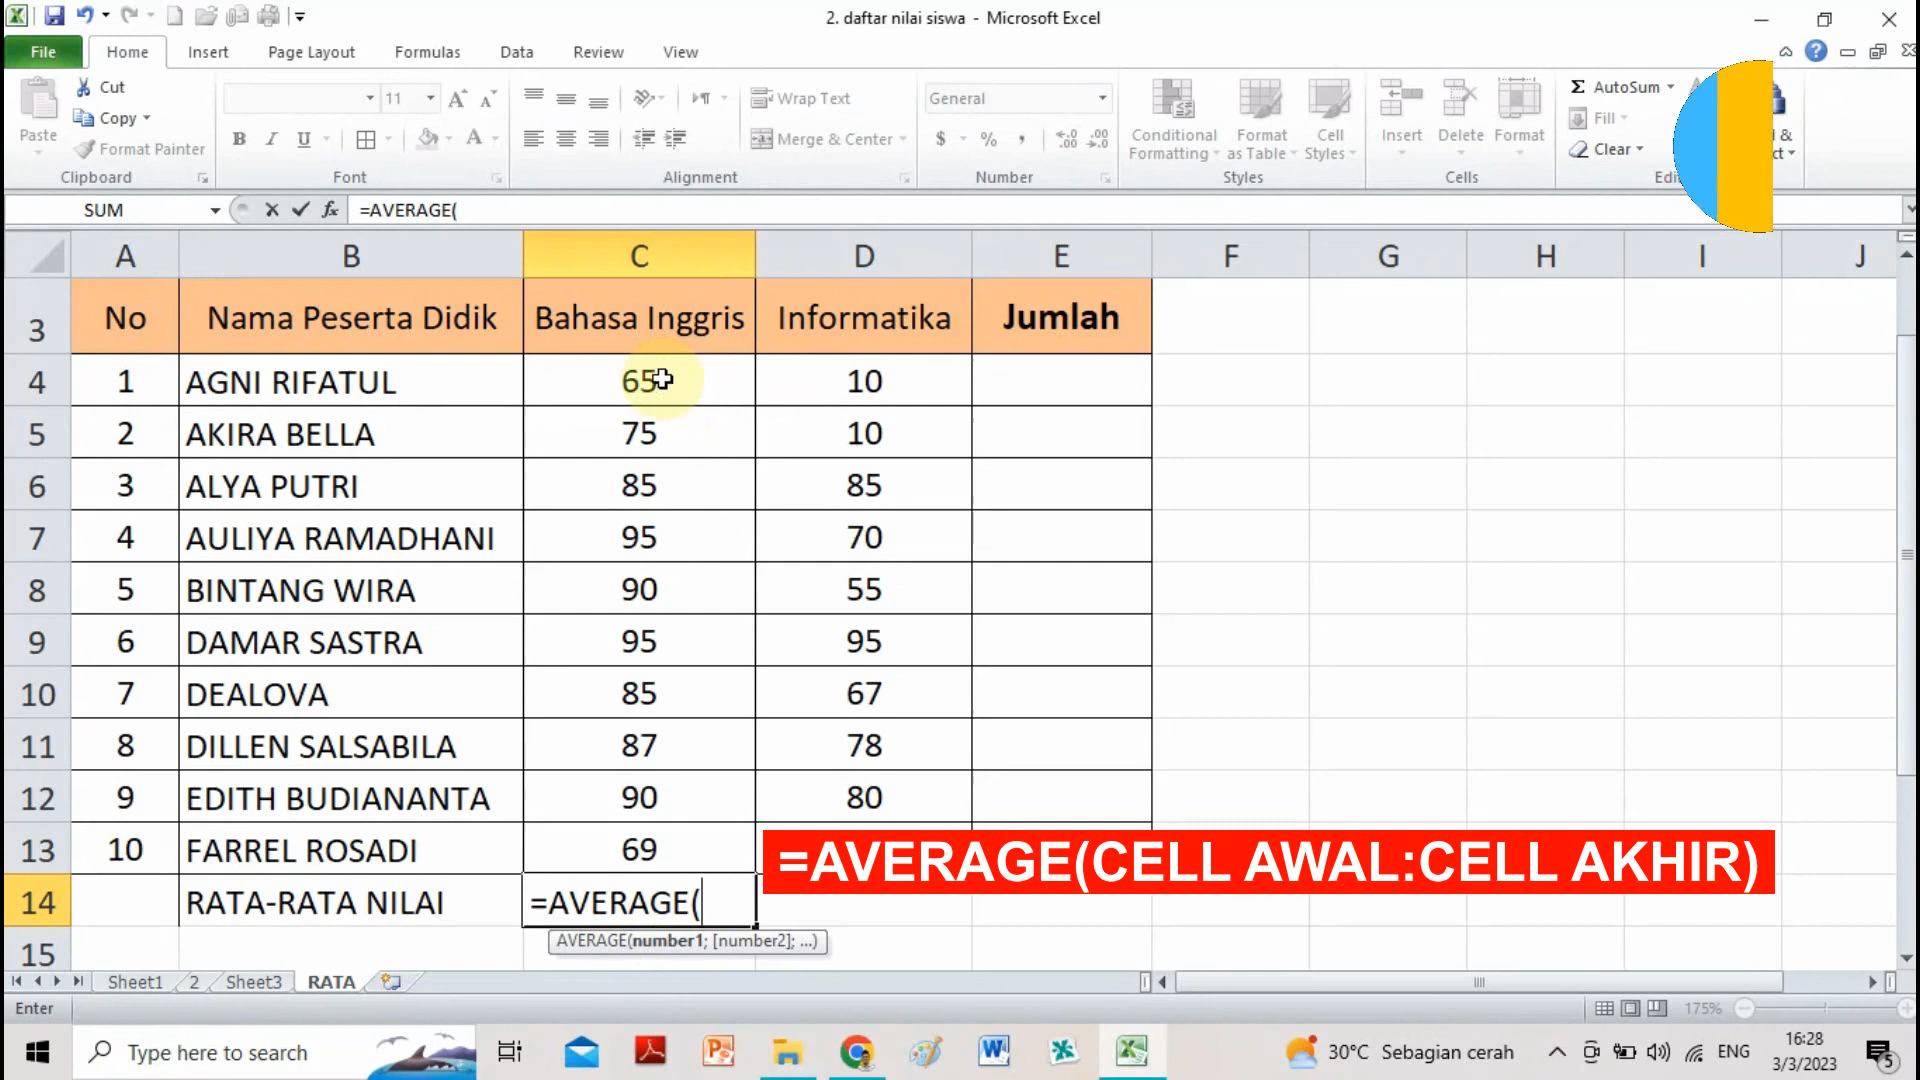 2. daftar nilai siswa - Microsoft Excel
File Home Insert Page Layout Formulas Data Review View
Paste
Cut
Copy
Format Painter
Clipboard
11
B I U A
Font
Wrap Text
Merge & Center
Alignment
General
$ % ,
Number
Conditional Formatting
Format as Table
Cell Styles
Styles
Insert Delete Format
Cells
Σ AutoSum
Fill
Clear
SUM fx =AVERAGE(
A B C D E F G H I J
3 No Nama Peserta Didik Bahasa Inggris Informatika Jumlah
4 1 AGNI RIFATUL 65 10
5 2 AKIRA BELLA 75 10
6 3 ALYA PUTRI 85 85
7 4 AULIYA RAMADHANI 95 70
8 5 BINTANG WIRA 90 55
9 6 DAMAR SASTRA 95 95
10 7 DEALOVA 85 67
11 8 DILLEN SALSABILA 87 78
12 9 EDITH BUDIANANTA 90 80
13 10 FARREL ROSADI 69
=AVERAGE(CELL AWAL:CELL AKHIR)
14 RATA-RATA NILAI =AVERAGE(
AVERAGE(number1; [number2]; ...)
15
Sheet1 2 Sheet3 RATA
Enter 175%
Type here to search
30°C Sebagian cerah
ENG
16:28
3/3/2023
5